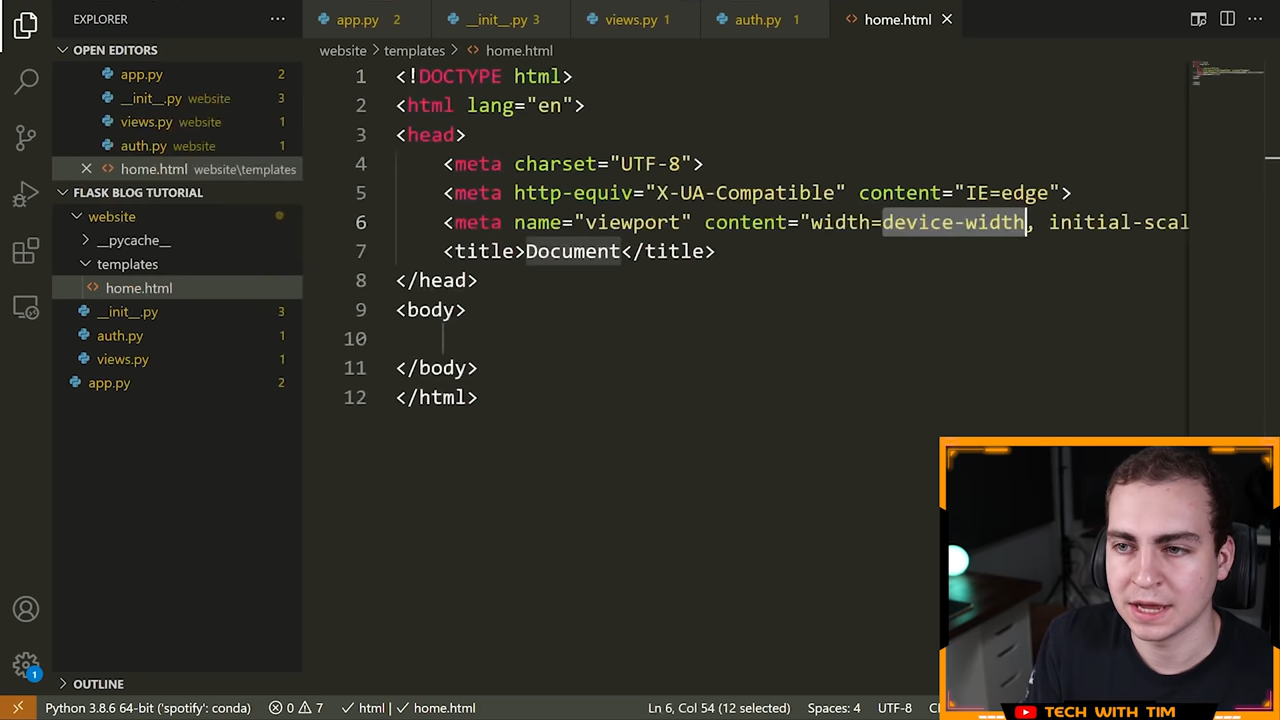 EXPLORER
OPEN EDITORS
app.py 2
__init__.py website 3
views.py website 1
auth.py website 1
home.html website\templates
FLASK BLOG TUTORIAL
website
__pycache__
templates
home.html
__init__.py 3
auth.py 1
views.py 1
app.py 2
OUTLINE
app.py 2
__init__.py 3
views.py 1
auth.py 1
home.html
website > templates > home.html
1 <!DOCTYPE html>
2 <html lang="en">
3 <head>
4 <meta charset="UTF-8">
5 <meta http-equiv="X-UA-Compatible" content="IE=edge">
6 <meta name="viewport" content="width=device-width, initial-scal
7 <title>Document</title>
8 </head>
9 <body>
10
11 </body>
12 </html>
1
Python 3.8.6 64-bit ('spotify': conda) 0 7 html home.html Ln 6, Col 54 (12 selected) Spaces: 4 UTF-8
TECH WITH TIM